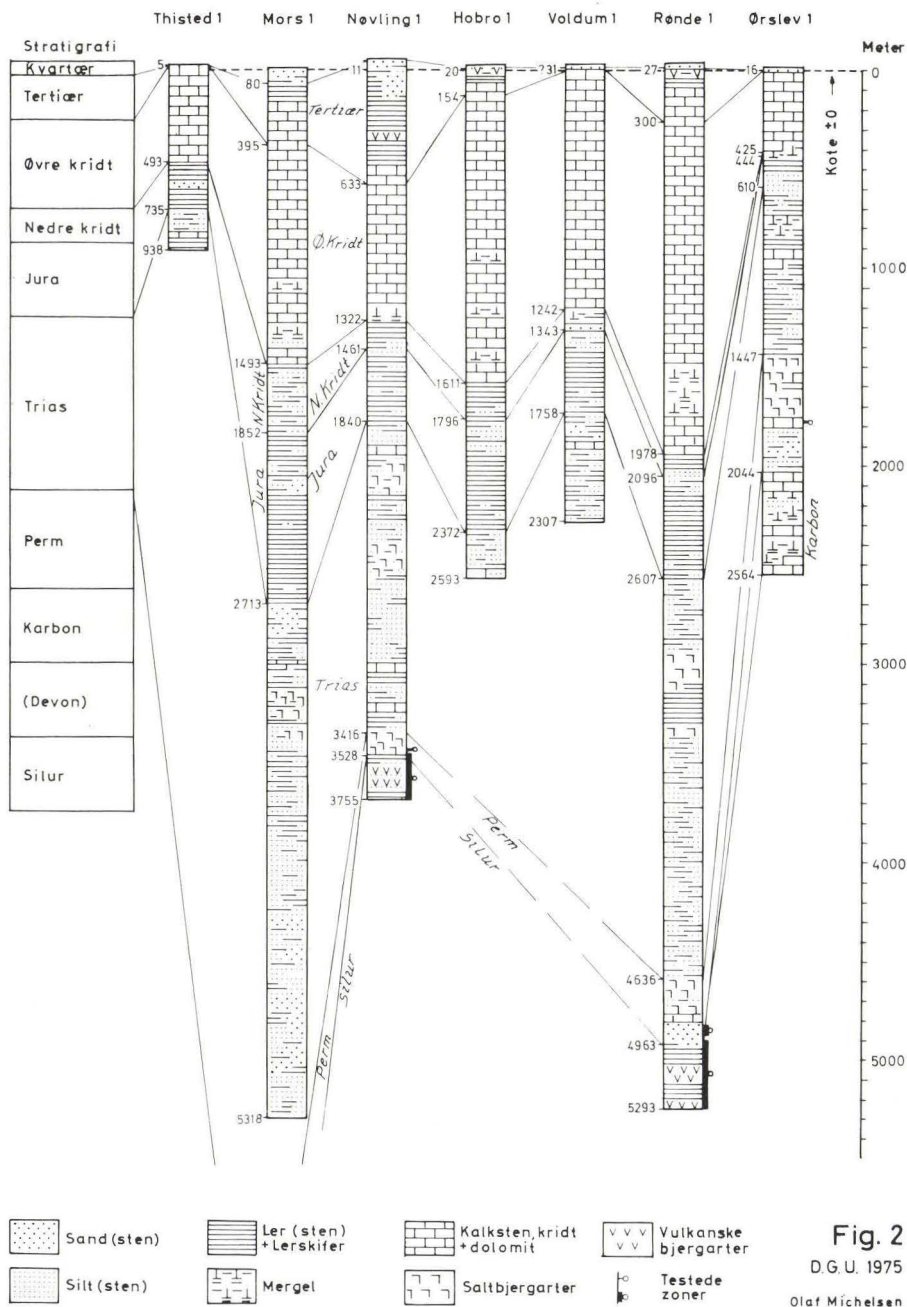 Thisted 1 Mors 1 Nøvling 1 Hobro 1 Voldum 1 Rønde 1 Ørslev 1
Stratigrafi
Meter
Kvartær
Tertiær
Øvre kridt
Nedre kridt
Jura
Trias
Perm
Karbon
(Devon)
Silur
5
493
735
938
80
395
1493
1852
2713
5318
N Kridt
Jura
11
Tertiær
633
Ø. Kridt
1322
1461
N Kridt
1840
Jura
Trias
3416
3528
3755
Perm
Silur
20
154
1611
1796
2372
2593
?31
1242
1343
1758
2307
Perm
Silur
27
300
1978
2096
2607
4636
4963
5293
16
425
444
610
1447
2044
2564
Karbon
Kote ±0
0
1000
2000
3000
4000
5000
Sand (sten)
Ler (sten)
+ Lerskifer
Kalksten, kridt
+ dolomit
Vulkanske
bjergarter
Silt (sten)
Mergel
Saltbjergarter
Testede
zoner
Fig. 2
D.G.U. 1975
Olaf Michelsen